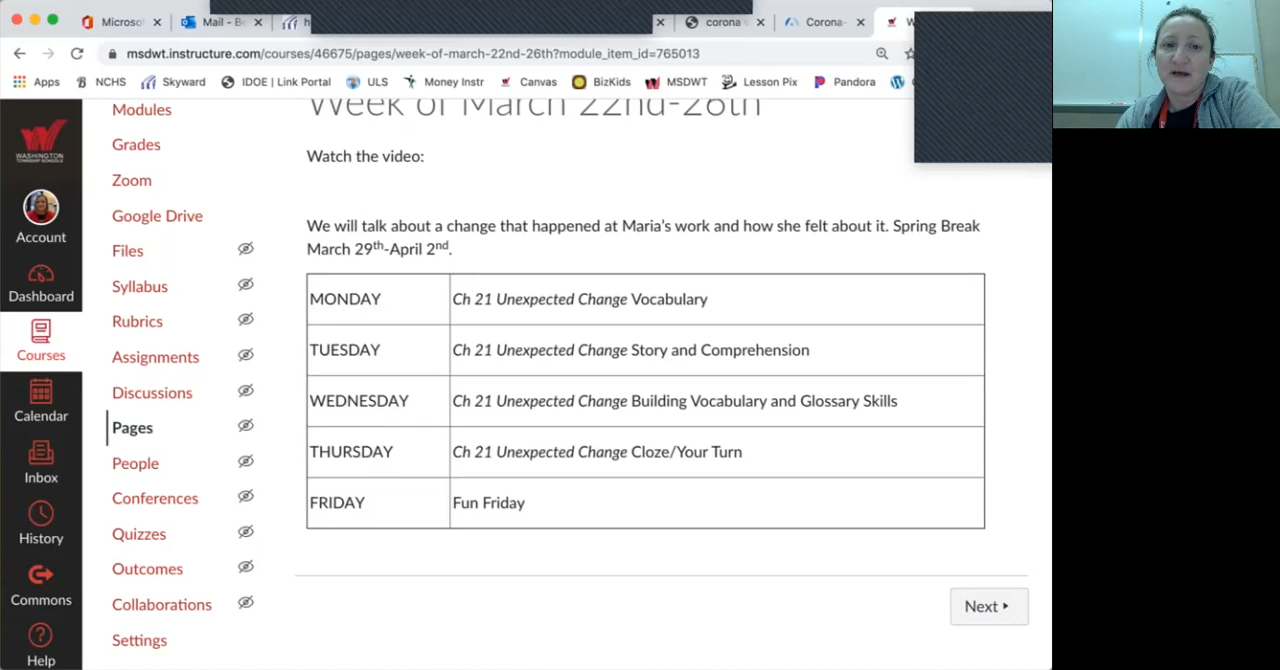 Microso
Mail - Be
h
corona
Corona-
W
msdwt.instructure.com/courses/46675/pages/week-of-march-22nd-26th?module_item_id=765013
Apps NCHS Skyward IDOE | Link Portal ULS Money Instr Canvas BizKids MSDWT Lesson Pix Pandora
WASHINGTON
TOWNSHIP SCHOOLS
Account
Dashboard
Courses
Calendar
Inbox
History
Commons
Help
Modules
Grades
Zoom
Google Drive
Files
Syllabus
Rubrics
Assignments
Discussions
Pages
People
Conferences
Quizzes
Outcomes
Collaborations
Settings
Week of March 22nd-26th
Watch the video:
We will talk about a change that happened at Maria's work and how she felt about it. Spring Break
March 29th-April 2nd.
MONDAY Ch 21 Unexpected Change Vocabulary
TUESDAY Ch 21 Unexpected Change Story and Comprehension
WEDNESDAY Ch 21 Unexpected Change Building Vocabulary and Glossary Skills
THURSDAY Ch 21 Unexpected Change Cloze/Your Turn
FRIDAY Fun Friday
Next